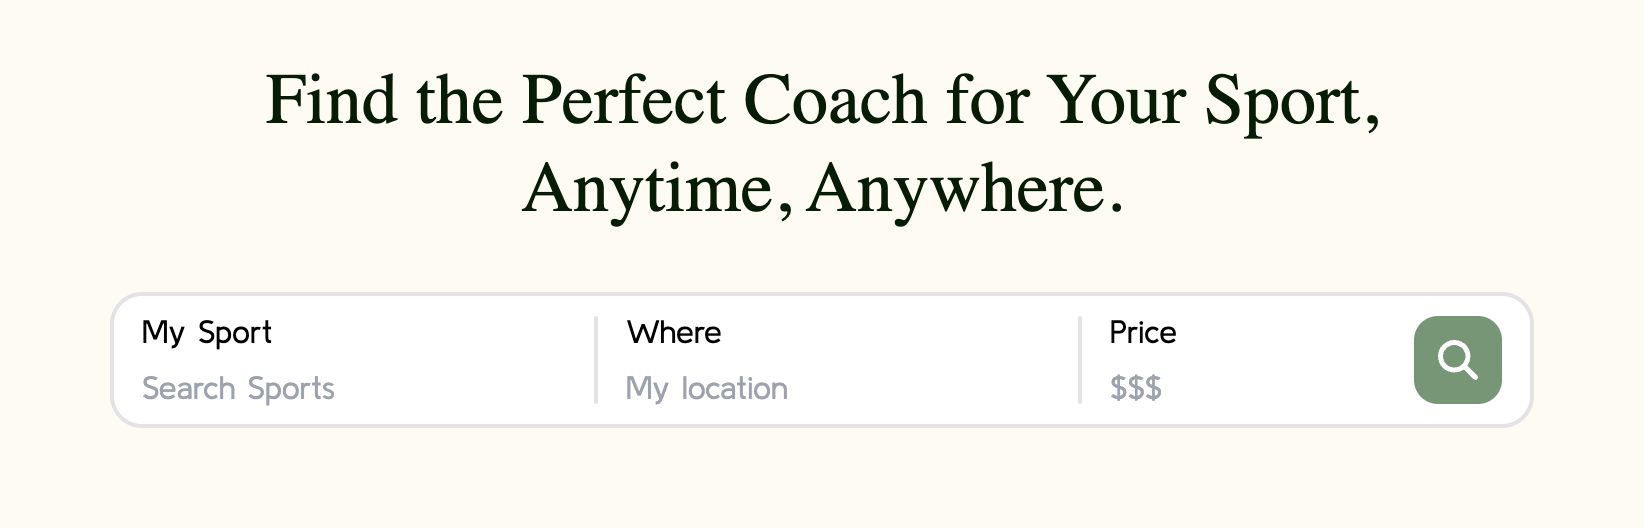 Find the Perfect Coach for Your Sport,
Anytime, Anywhere.
My Sport
Search Sports
Where
My location
Price
$$$